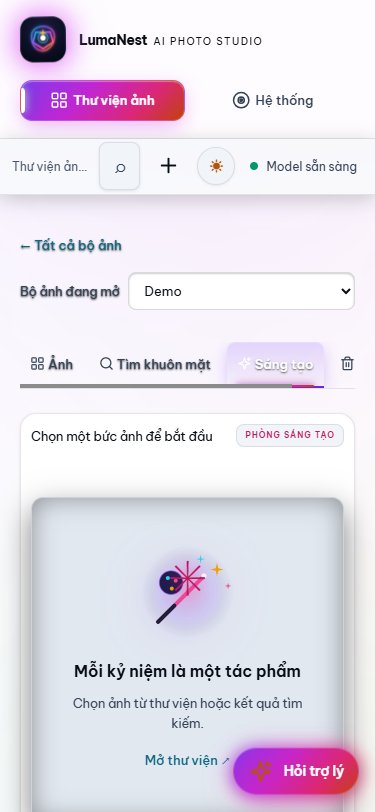 LumaNest AI PHOTO STUDIO
Thư viện ảnh
Hệ thống
Thư viện ản...
Model sẵn sàng
← Tất cả bộ ảnh
Bộ ảnh đang mở
Demo
Ảnh
Tìm khuôn mặt
Sáng tạo
Chọn một bức ảnh để bắt đầu
PHÒNG SÁNG TẠO
Mỗi kỷ niệm là một tác phẩm
Chọn ảnh từ thư viện hoặc kết quả tìm
kiếm.
Mở thư viện ↗
Hỏi trợ lý